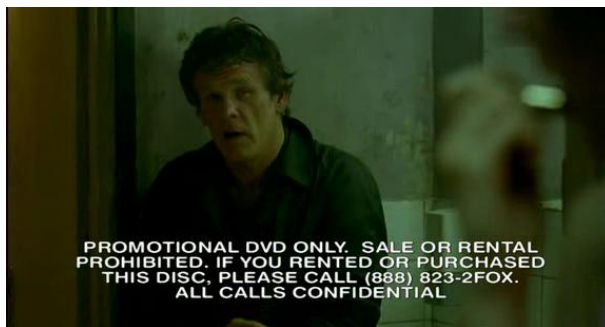 PROMOTIONAL DVD ONLY. SALE OR RENTAL
PROHIBITED. IF YOU RENTED OR PURCHASED
THIS DISC, PLEASE CALL (888) 823-2FOX.
ALL CALLS CONFIDENTIAL